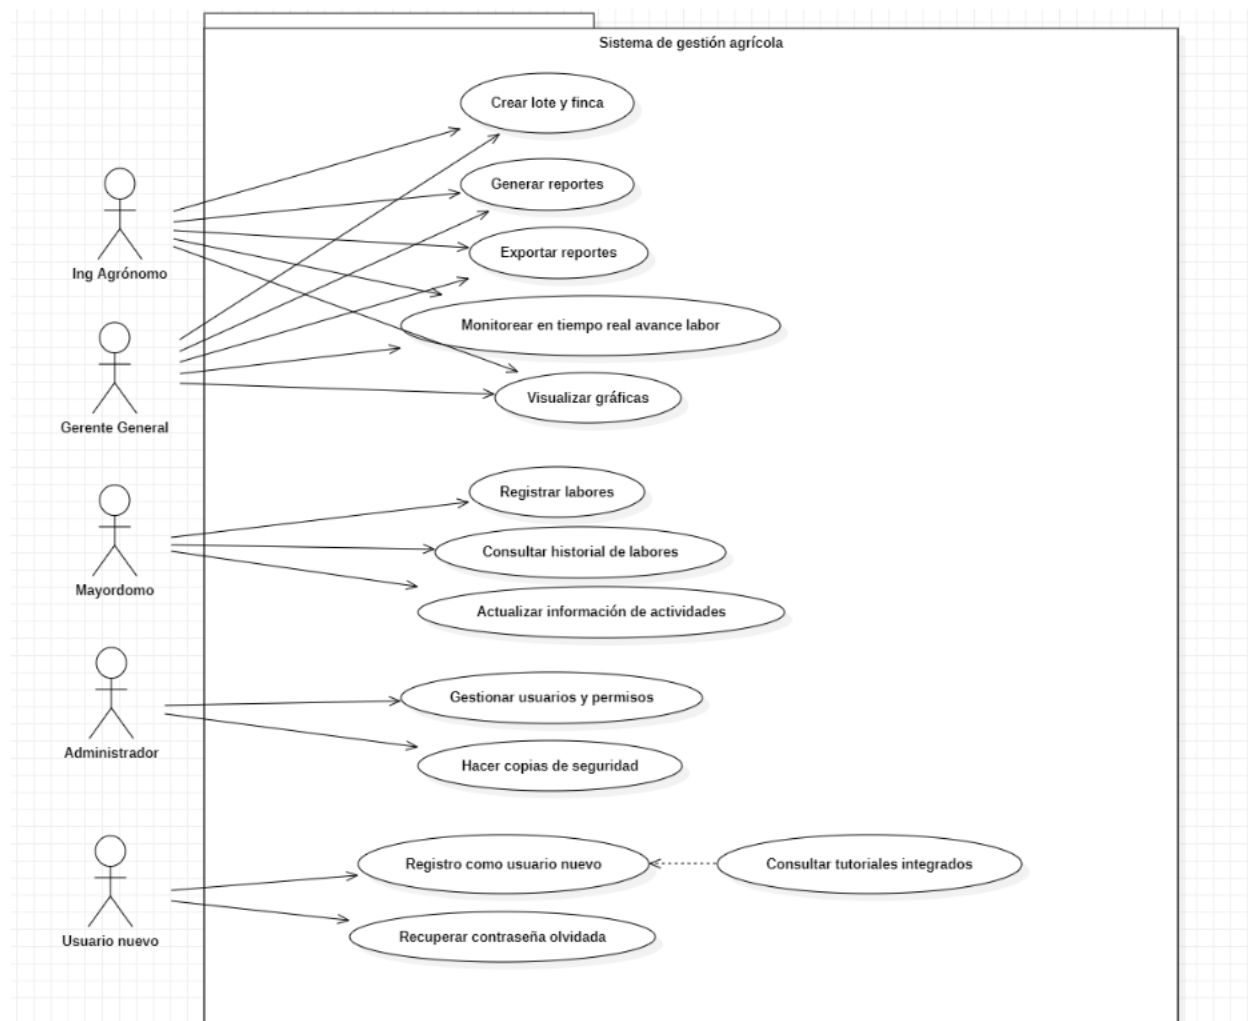 Sistema de gestión agrícola
Crear lote y finca
Generar reportes
Ing Agrónomo
Exportar reportes
Monitorear en tiempo real avance labor
Visualizar gráficas
Gerente General
Registrar labores
Consultar historial de labores
Mayordomo
Actualizar información de actividades
Gestionar usuarios y permisos
Administrador
Hacer copias de seguridad
Registro como usuario nuevo
Consultar tutoriales integrados
Usuario nuevo
Recuperar contraseña olvidada